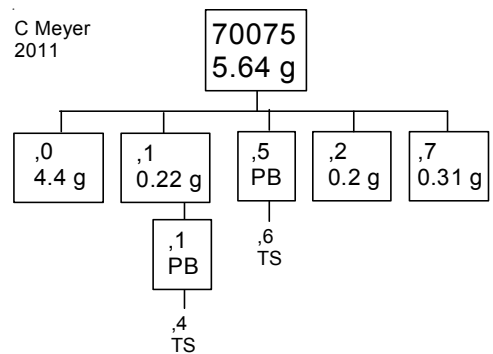 C Meyer
2011
70075
5.64 g
,0
4.4 g
,1
0.22 g
,5
PB
,2
0.2 g
,7
0.31 g
,1
PB
,6
TS
,4
TS